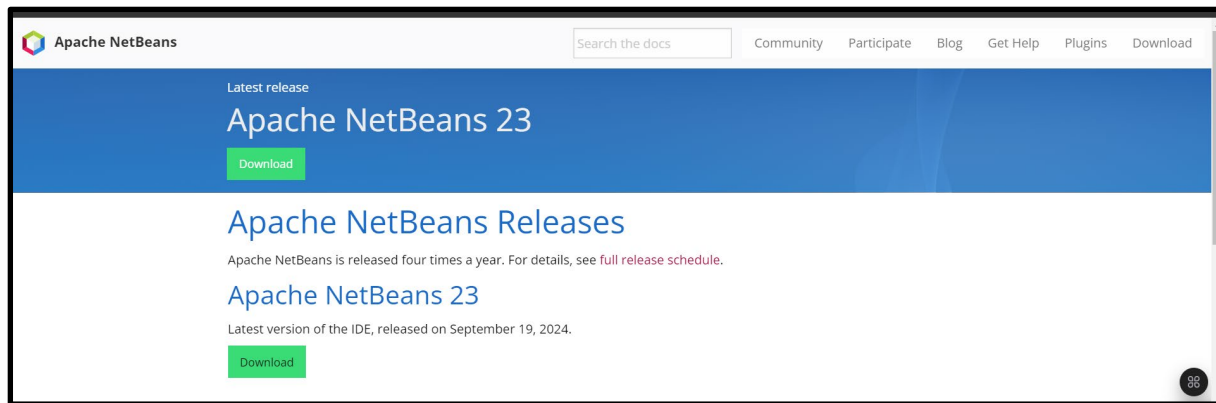 Apache NetBeans
Search the docs
Community Participate Blog Get Help Plugins Download
Latest release
Apache NetBeans 23
Download
Apache NetBeans Releases
Apache NetBeans is released four times a year. For details, see full release schedule.
Apache NetBeans 23
Latest version of the IDE, released on September 19, 2024.
Download